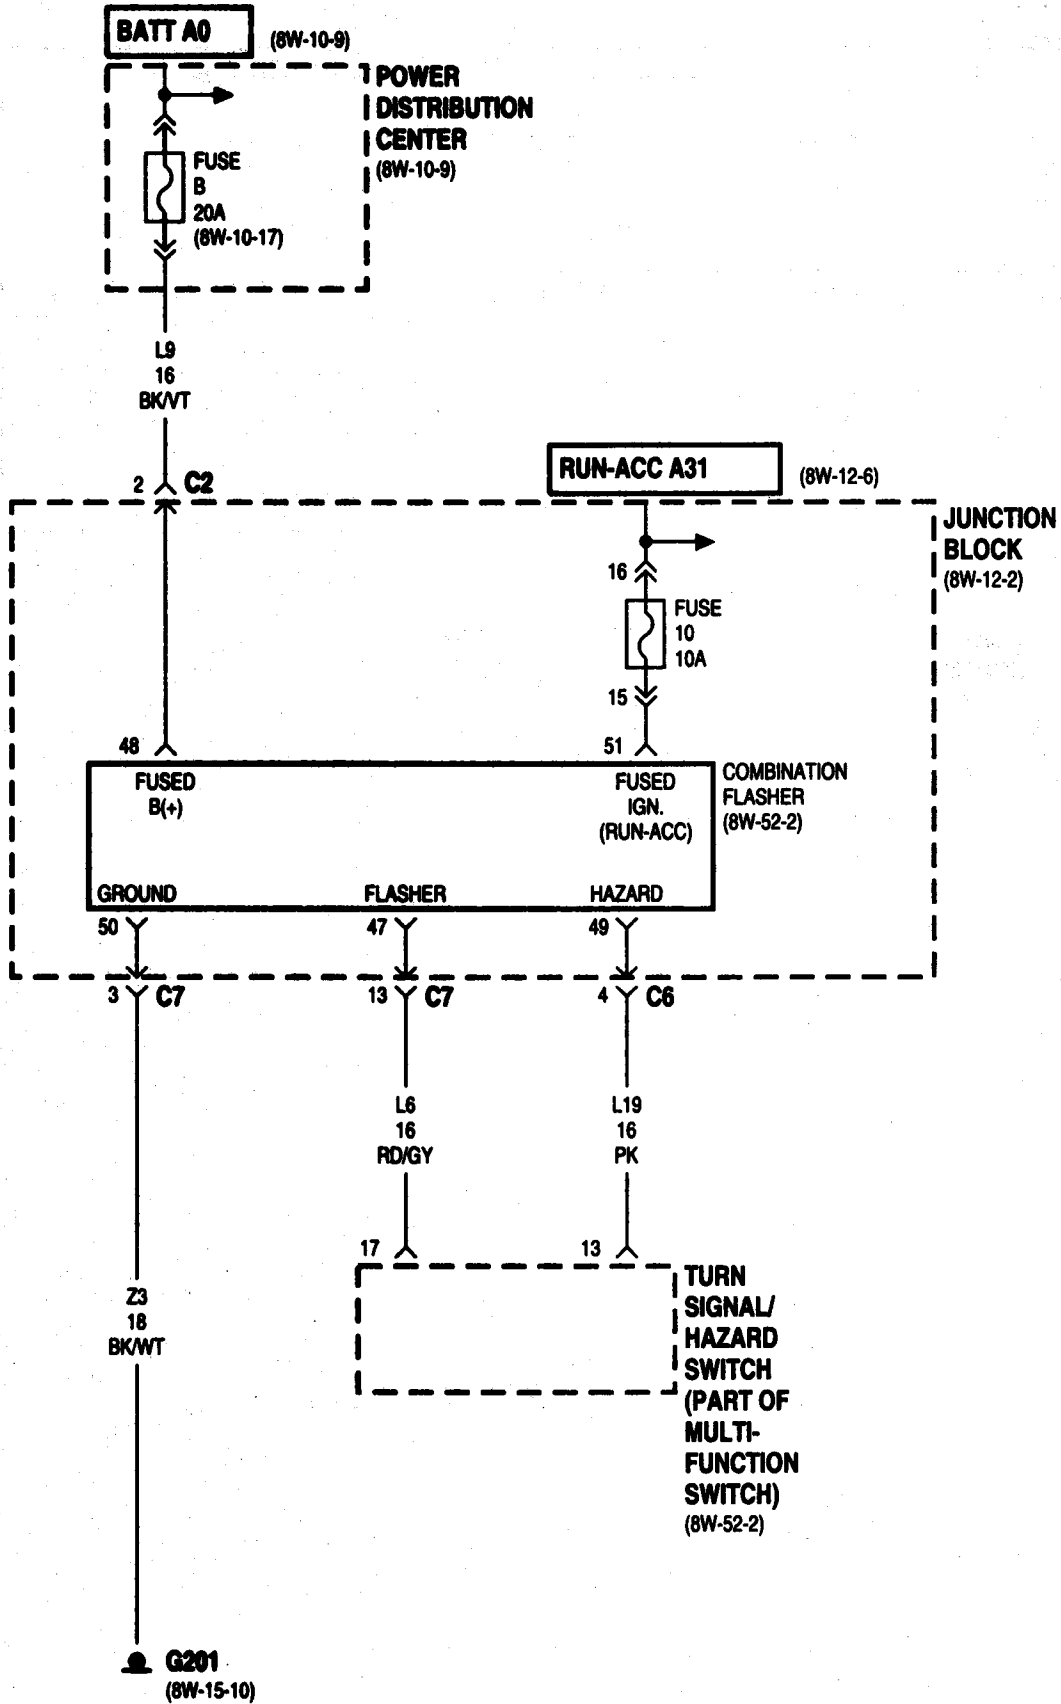 BATT A0
(8W-10-9)
POWER
DISTRIBUTION
CENTER
(8W-10-9)
FUSE
B
20A
(8W-10-17)
L9
16
BK/VT
2
C2
RUN-ACC A31
(8W-12-6)
JUNCTION
BLOCK
(8W-12-2)
16
FUSE
10
10A
15
48
51
FUSED
B(+)
FUSED
IGN.
(RUN-ACC)
COMBINATION
FLASHER
(8W-52-2)
GROUND
FLASHER
HAZARD
50
47
49
3
C7
13
C7
4
C6
L6
16
RD/GY
L19
16
PK
17
13
Z3
18
BK/WT
TURN
SIGNAL/
HAZARD
SWITCH
(PART OF
MULTI-
FUNCTION
SWITCH)
(8W-52-2)
G201
(8W-15-10)